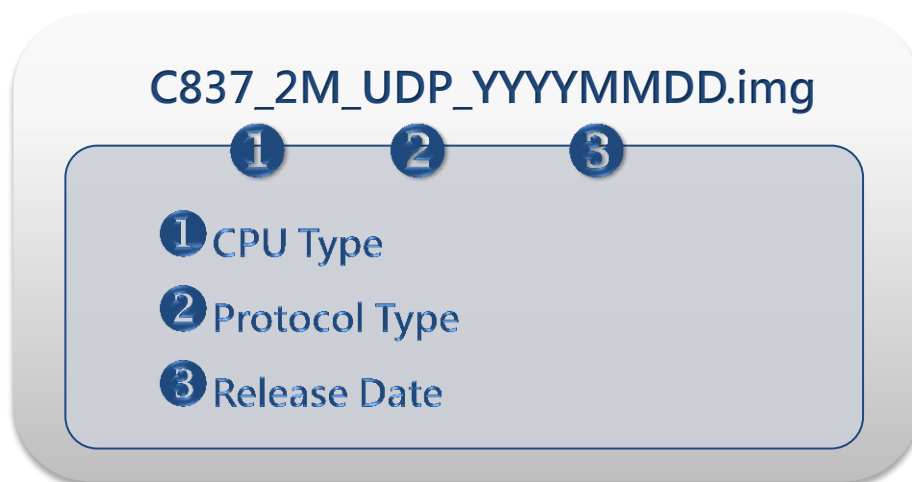 C837_2M_UDP_YYYYMMDD.img
1 2 3
1 CPU Type
2 Protocol Type
3 Release Date